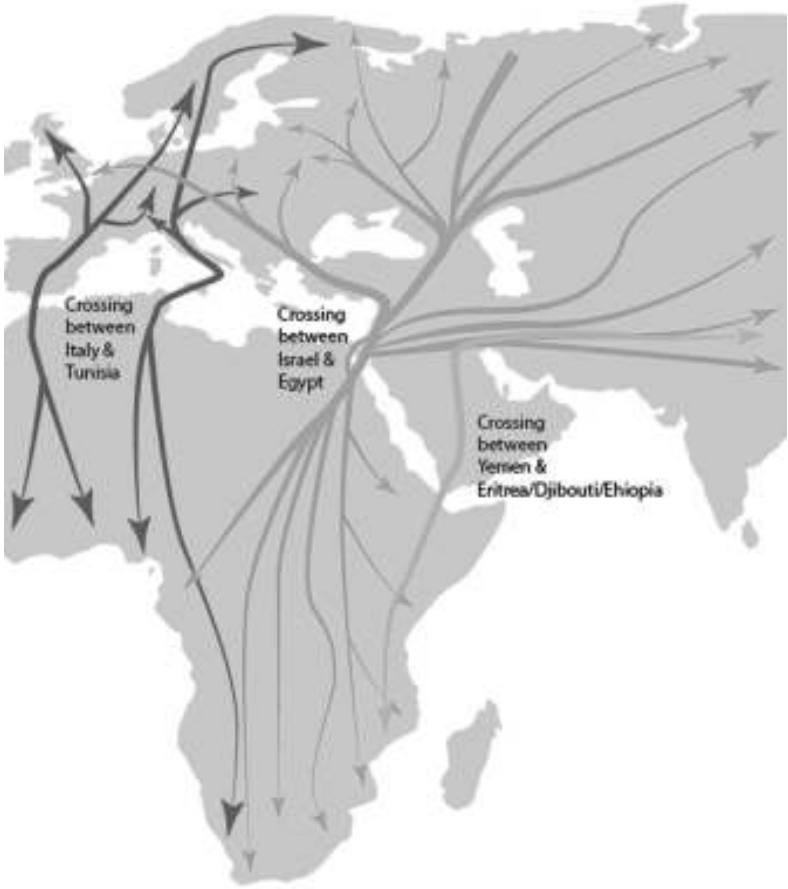 Crossing
between
Italy &
Tunisia
Crossing
between
Israel &
Egypt
Crossing
between
Yemen &
Eritrea/Djibouti/Ehiopia